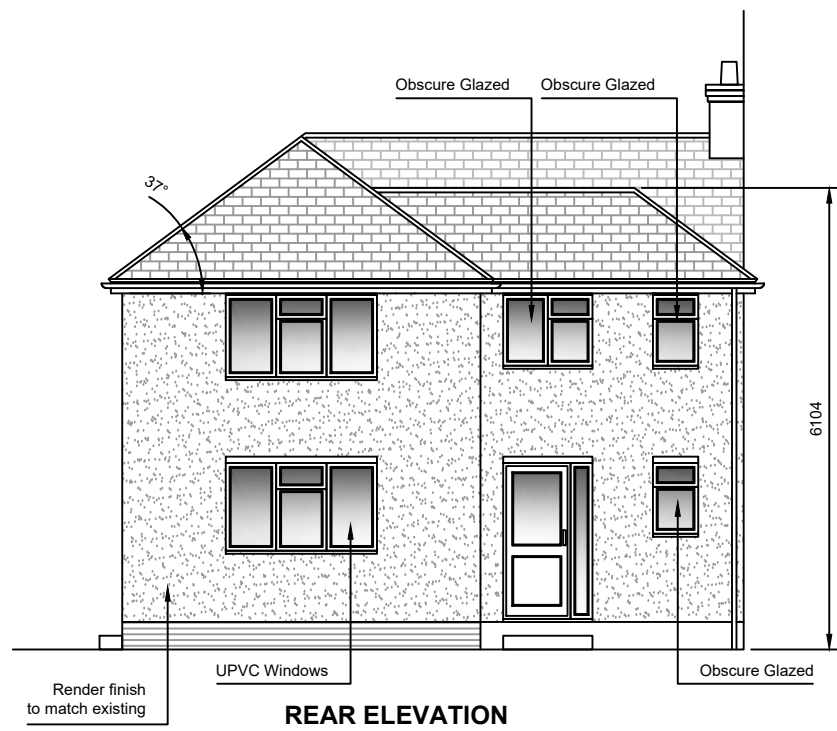 Obscure Glazed
Obscure Glazed
37°
6104
UPVC Windows
Obscure Glazed
Render finish
to match existing
REAR ELEVATION